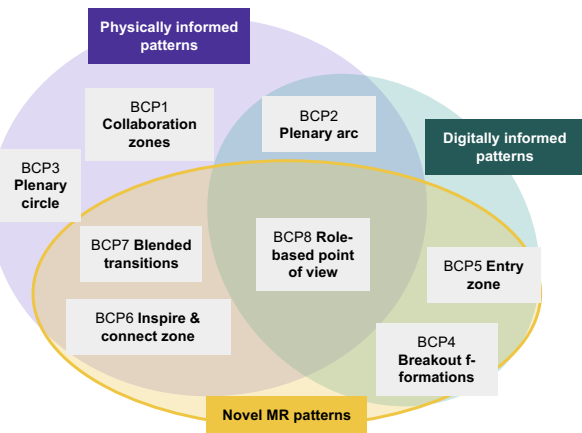 Physically informed
patterns
BCP1
Collaboration
zones
BCP2
Plenary arc
Digitally informed
patterns
BCP3
Plenary
circle
BCP7 Blended
transitions
BCP8 Role-
based point
of view
BCP5 Entry
zone
BCP6 Inspire &
connect zone
BCP4
Breakout f-
formations
Novel MR patterns